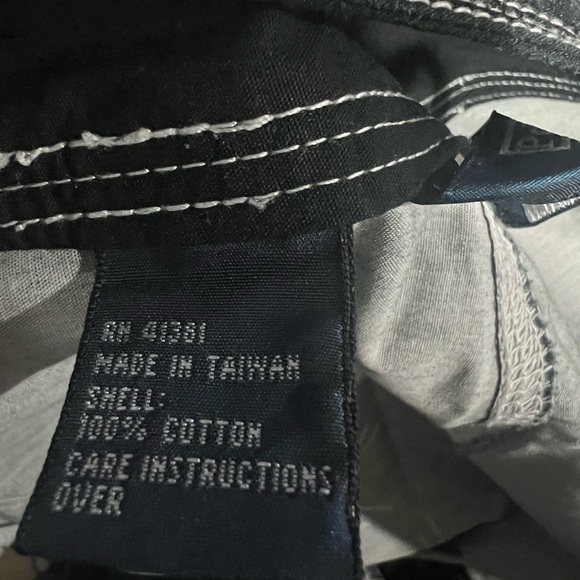 RN 41381
MADE IN TAIWAN
SHELL:
100% COTTON
CARE INSTRUCTIONS
OVER